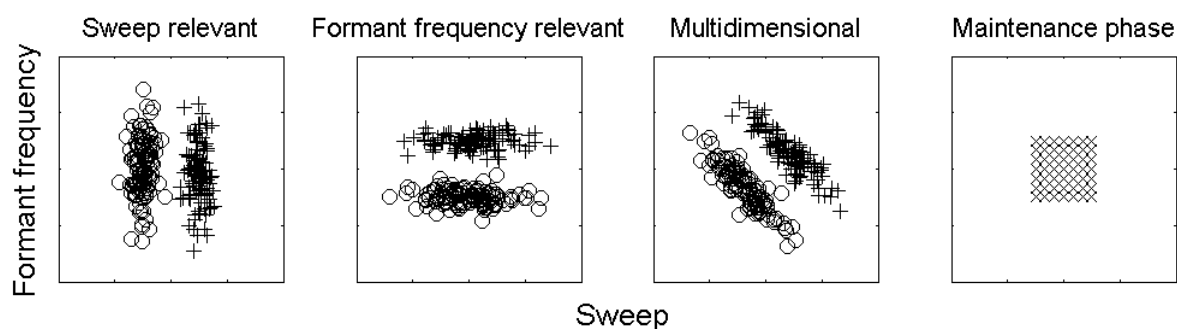 Sweep relevant
Formant frequency relevant
Multidimensional
Maintenance phase
Formant frequency
Sweep